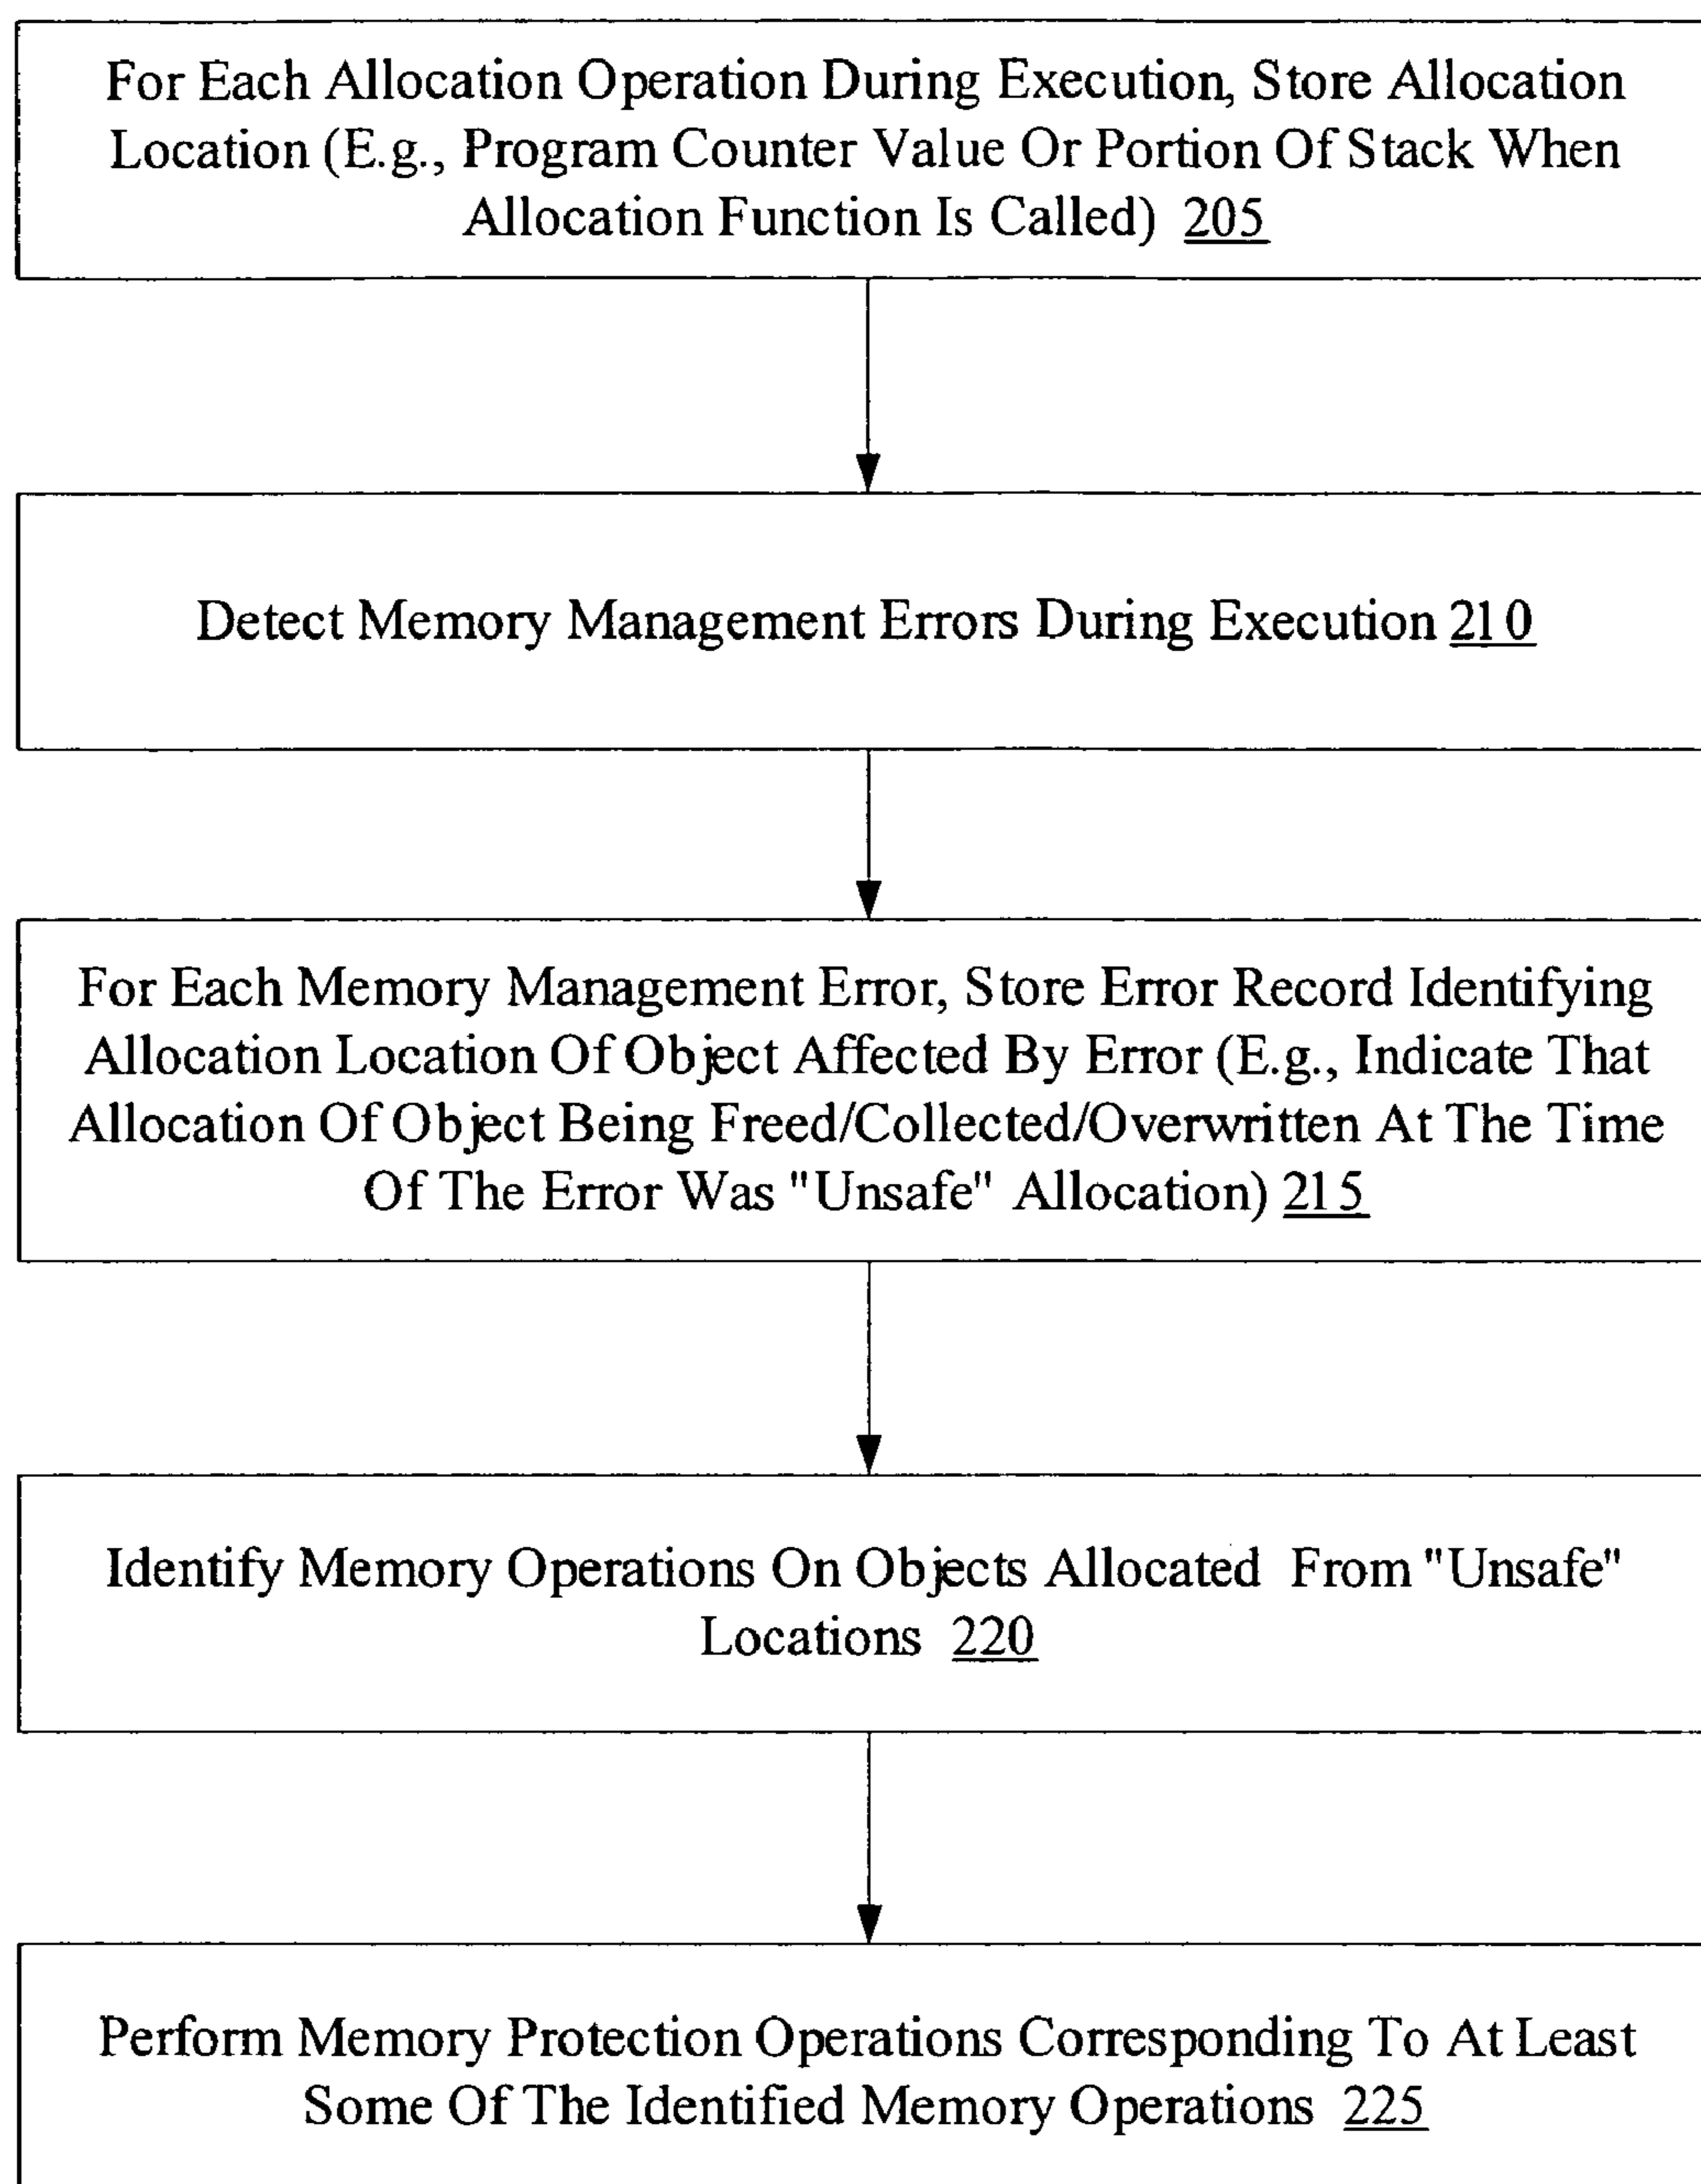 For Each Allocation Operation During Execution, Store Allocation
Location (E.g., Program Counter Value Or Portion Of Stack When
Allocation Function Is Called) 205
Detect Memory Management Errors During Execution 210
For Each Memory Management Error, Store Error Record Identifying
Allocation Location Of Object Affected By Error (E.g., Indicate That
Allocation Of Object Being Freed/Collected/Overwritten At The Time
Of The Error Was "Unsafe" Allocation) 215
Identify Memory Operations On Objects Allocated From "Unsafe"
Locations 220
Perform Memory Protection Operations Corresponding To At Least
Some Of The Identified Memory Operations 225